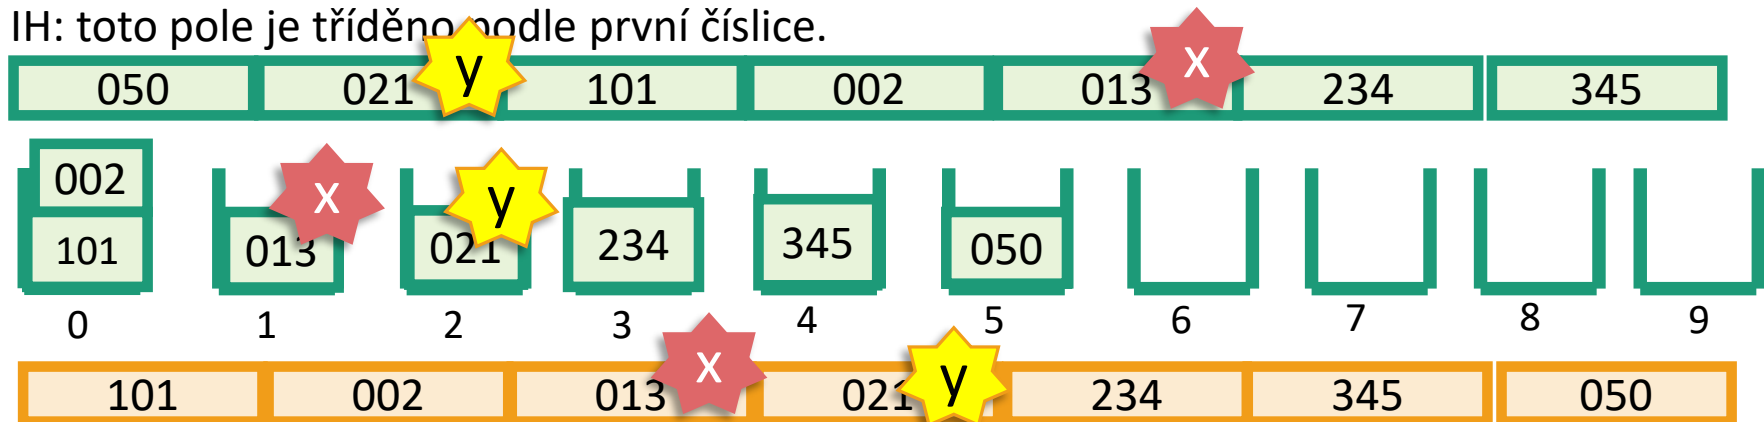 IH: toto pole je tříděno podle první číslice.
050 021 y 101 002 013 x 234 345
002
101 013 x 021 y 234 345 050
0 1 2 3 4 5 6 7 8 9
101 002 013 x 021 y 234 345 050